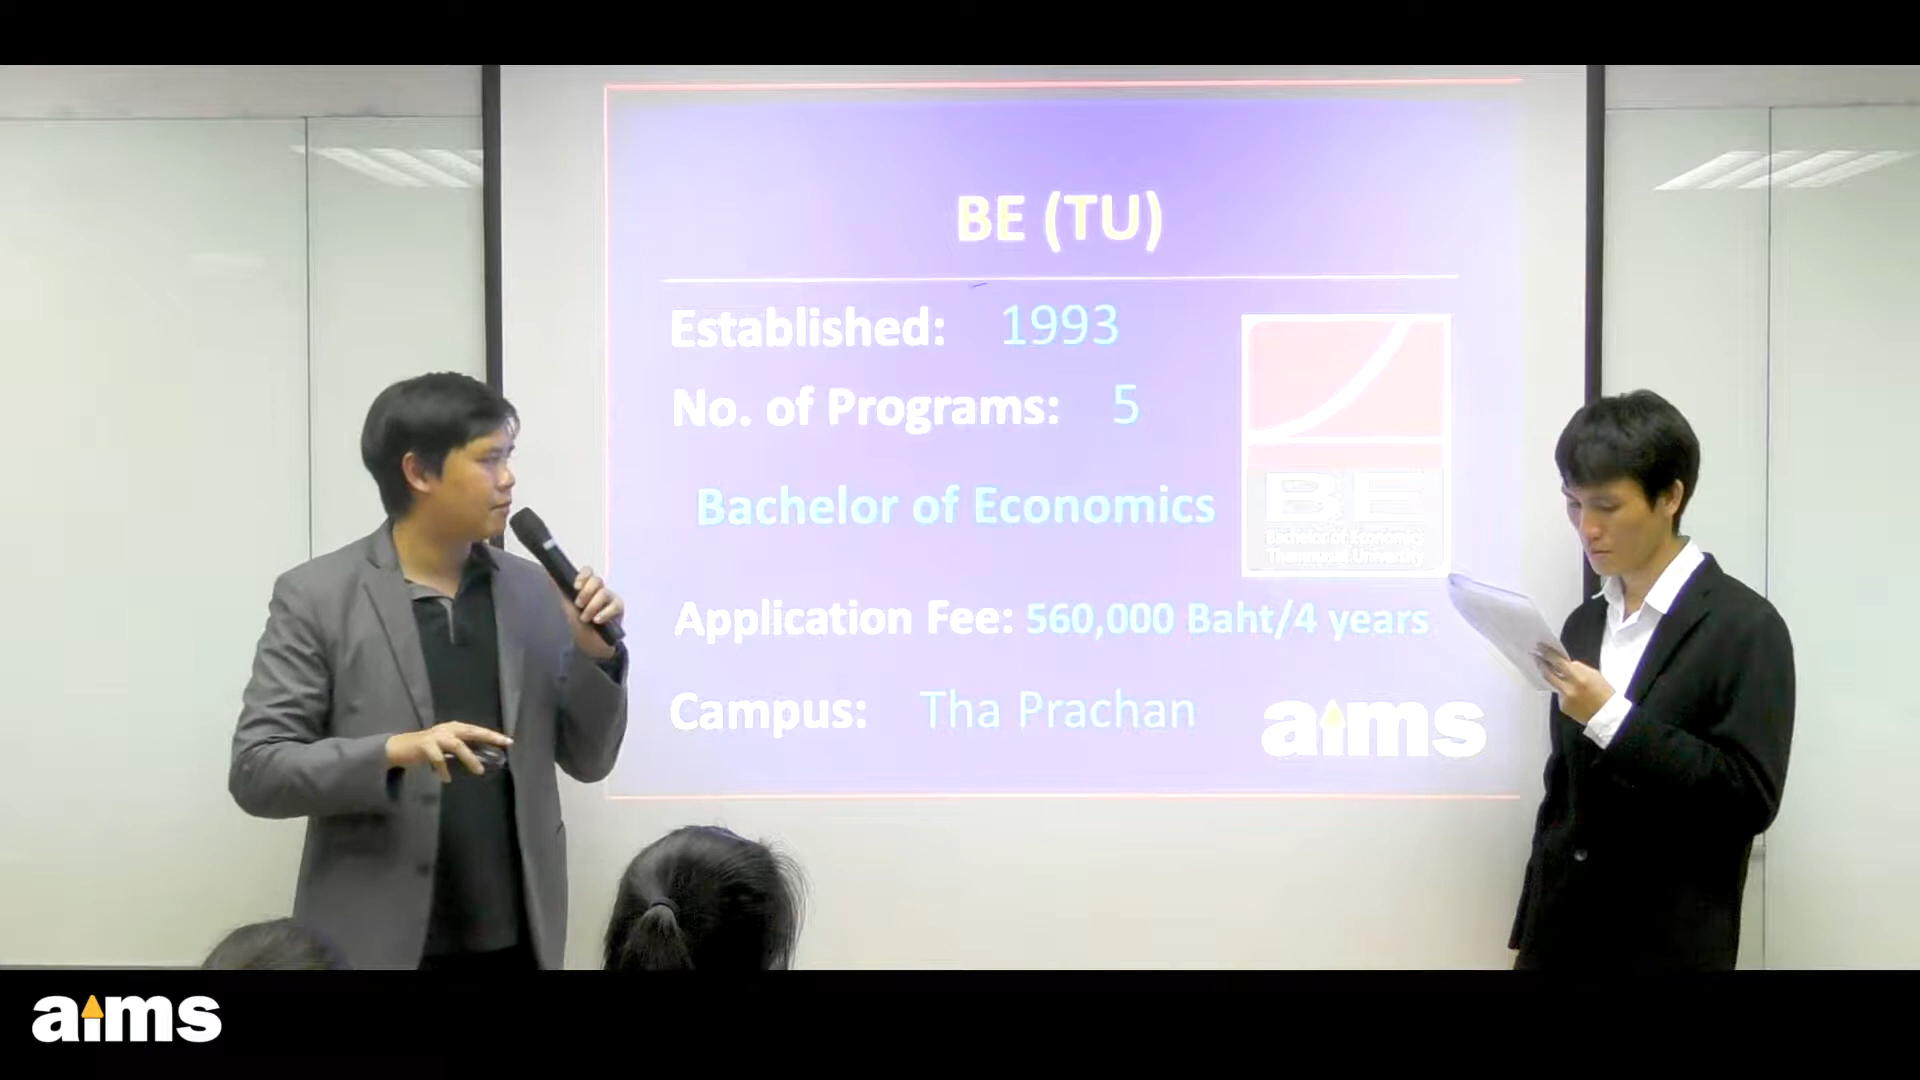 BE (TU)
Established: 1993
No. of Programs: 5
Bachelor of Economics
BE
Bachelor of Economics
Thammasat University
Application Fee: 560,000 Baht/4 years
Campus: Tha Prachan
aims
aims